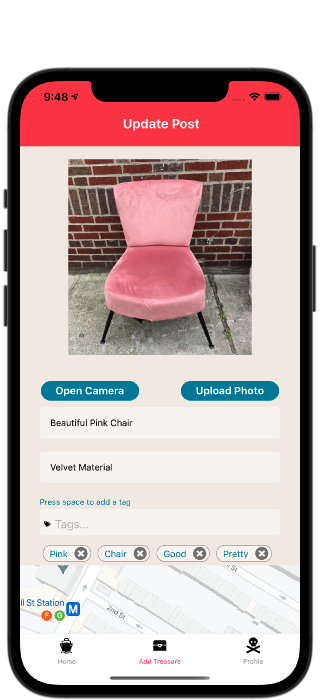 9:48
Update Post
Open Camera Upload Photo
Beautiful Pink Chair
Velvet Material
Press space to add a tag
Tags...
Pink Chair Good Pretty
St
ll St Station M
F G
2nd St
Home Add Treasure Profile